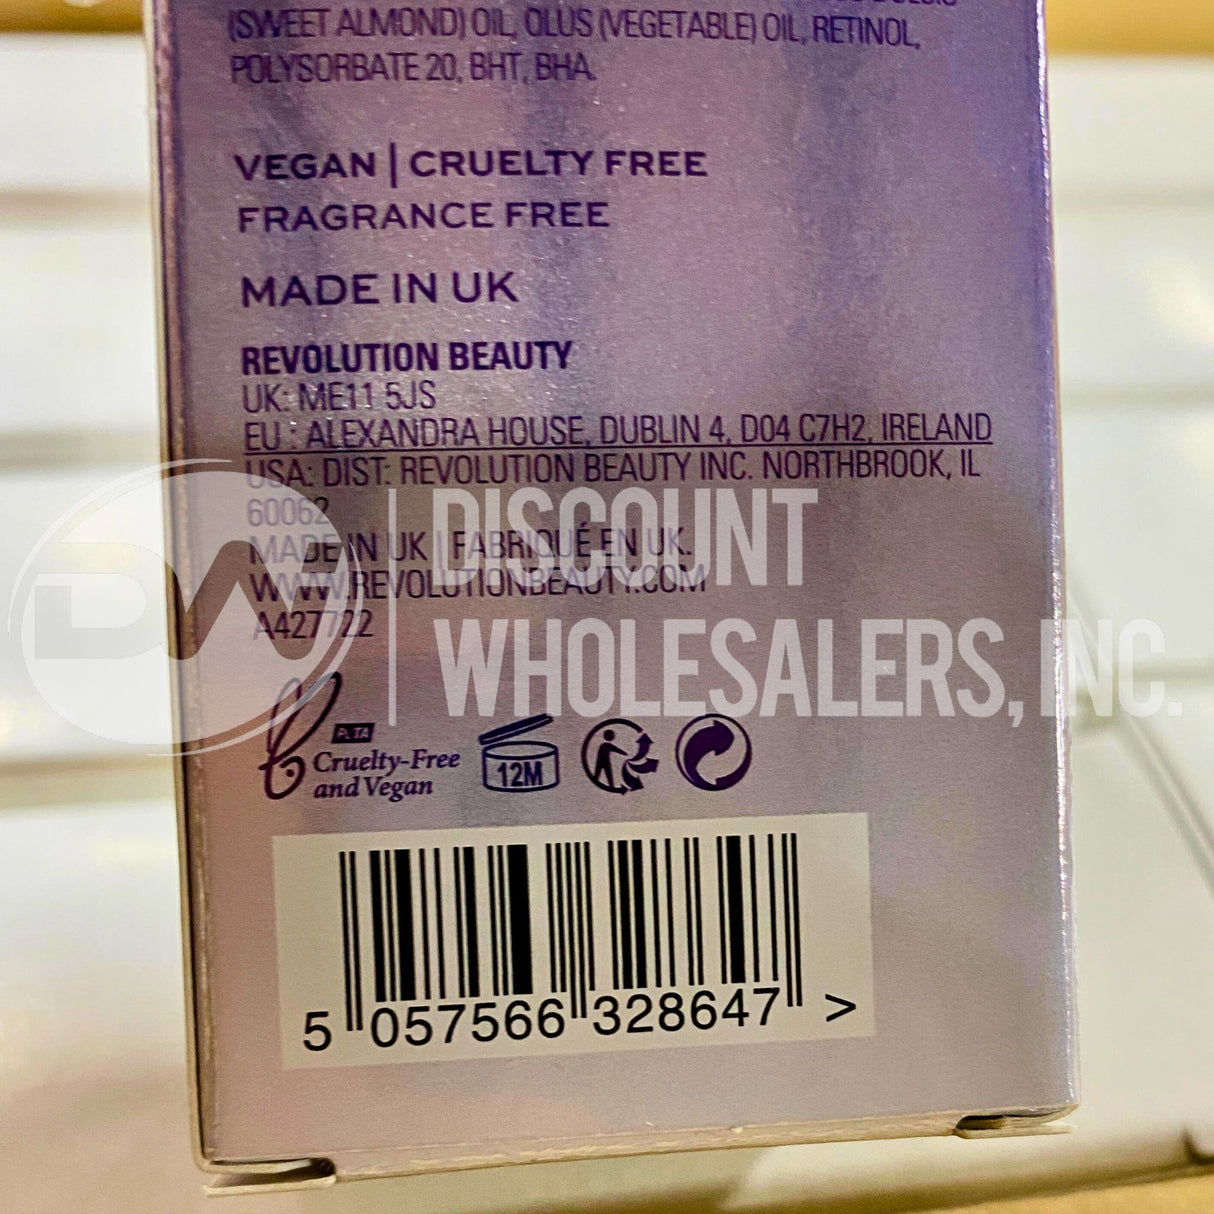 (SWEET ALMOND) OIL, OLUS (VEGETABLE) OIL, RETINOL,
POLYSORBATE 20, BHT, BHA.
VEGAN | CRUELTY FREE
FRAGRANCE FREE
MADE IN UK
REVOLUTION BEAUTY
UK: ME11 5JS
EU : ALEXANDRA HOUSE, DUBLIN 4, D04 C7H2, IRELAND
USA: DIST: REVOLUTION BEAUTY INC. NORTHBROOK, IL
60062
MADE IN UK | FABRIQUÉ EN UK.
WWW.REVOLUTIONBEAUTY.COM
A427722
DW | DISCOUNT
WHOLESALERS, INC.
PETA
Cruelty-Free
and Vegan
12M
5 057566 328647 >